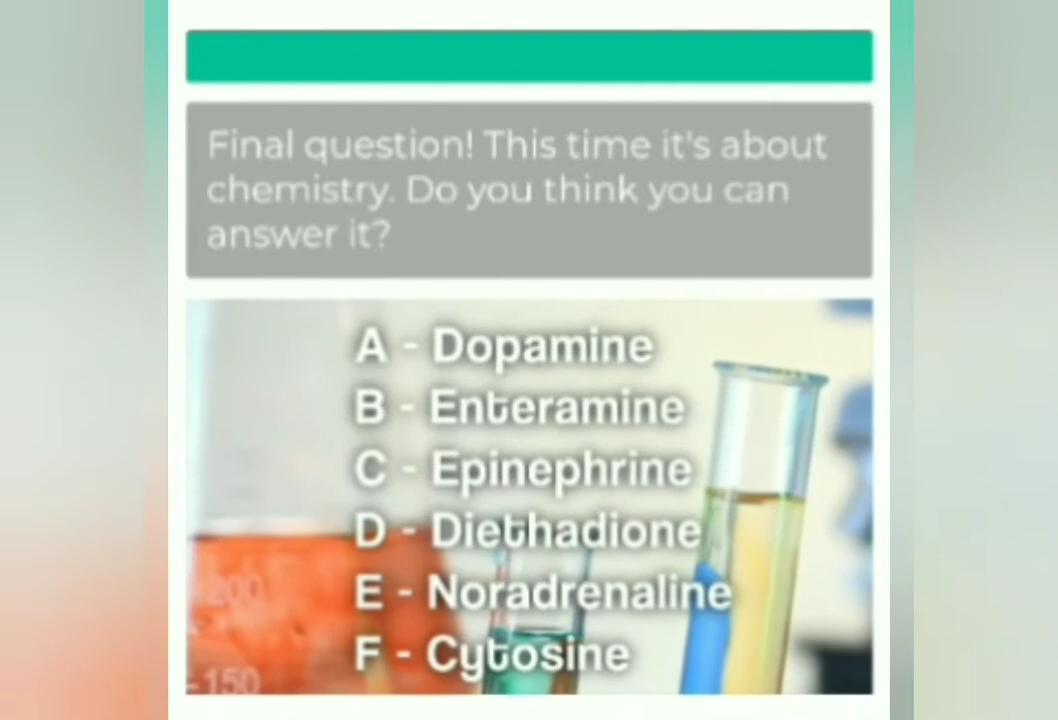 Final question! This time it's about
chemistry. Do you think you can
answer it?
A - Dopamine
B - Enteramine
C - Epinephrine
D - Diethadione
E - Noradrenaline
F - Cytosine
200
150